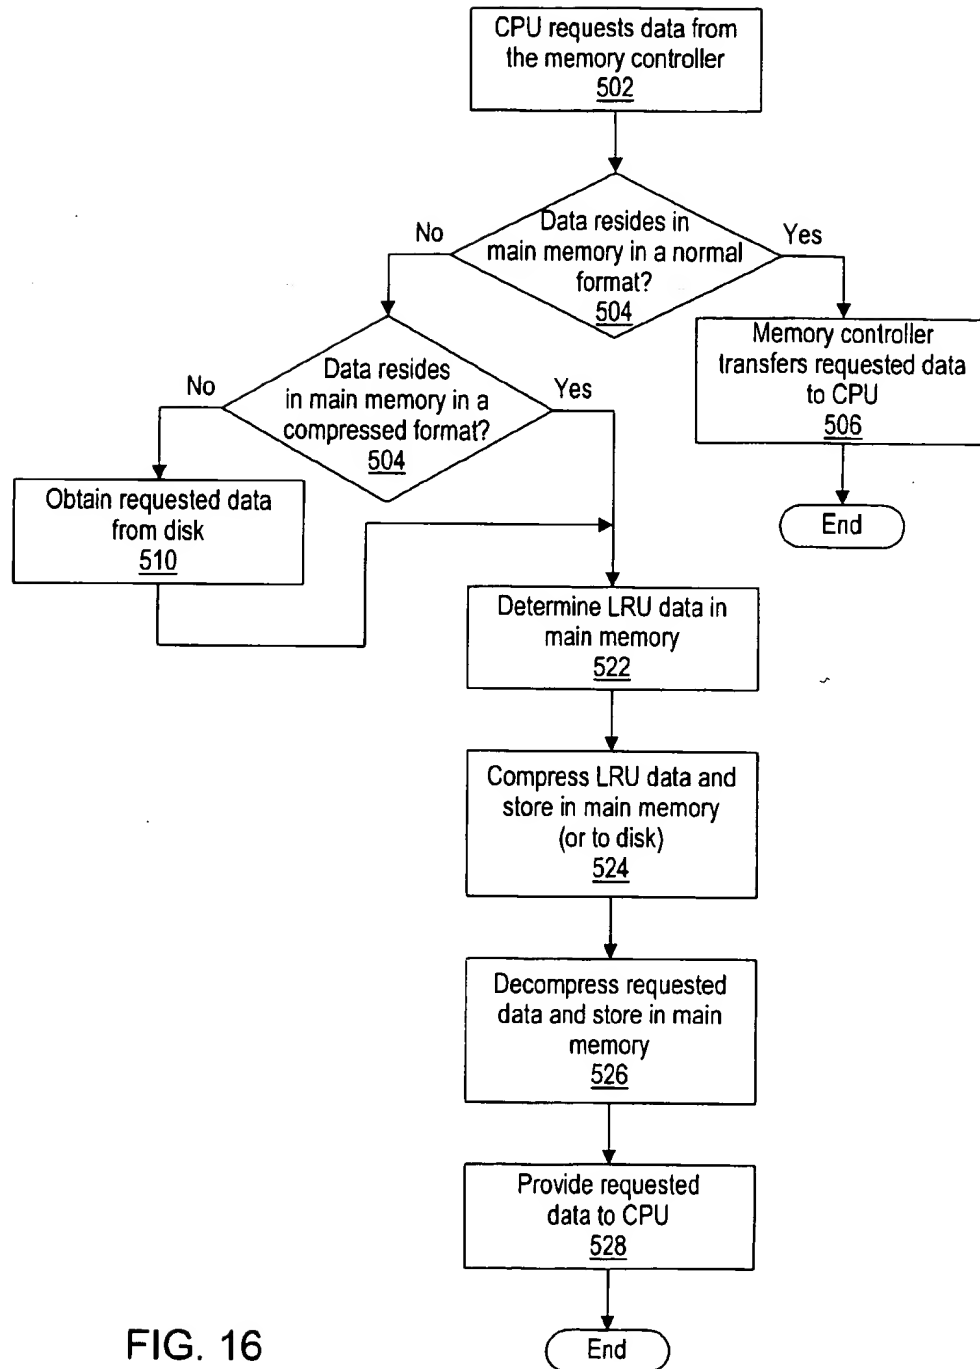 CPU requests data from
the memory controller
502
Data resides in
main memory in a normal
format?
504
No
Yes
Memory controller
transfers requested data
to CPU
506
End
Data resides
in main memory in a
compressed format?
504
No
Yes
Obtain requested data
from disk
510
Determine LRU data in
main memory
522
Compress LRU data and
store in main memory
(or to disk)
524
Decompress requested
data and store in main
memory
526
Provide requested
data to CPU
528
End
FIG. 16